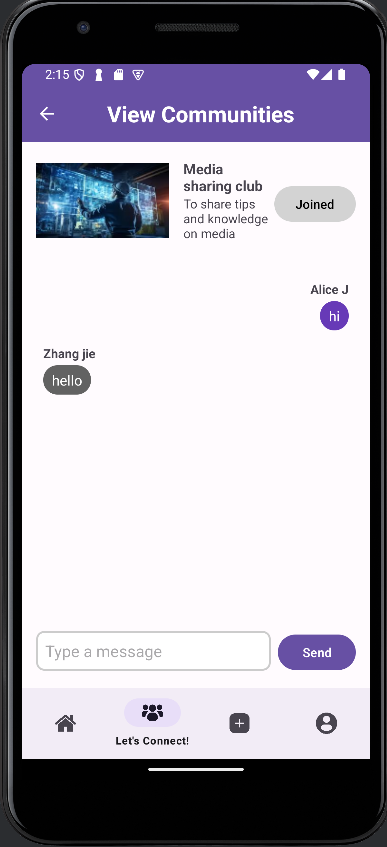 2:15
View Communities
Media
sharing club
To share tips
and knowledge
on media
Joined
Alice J
hi
Zhang jie
hello
Type a message
Send
Let's Connect!